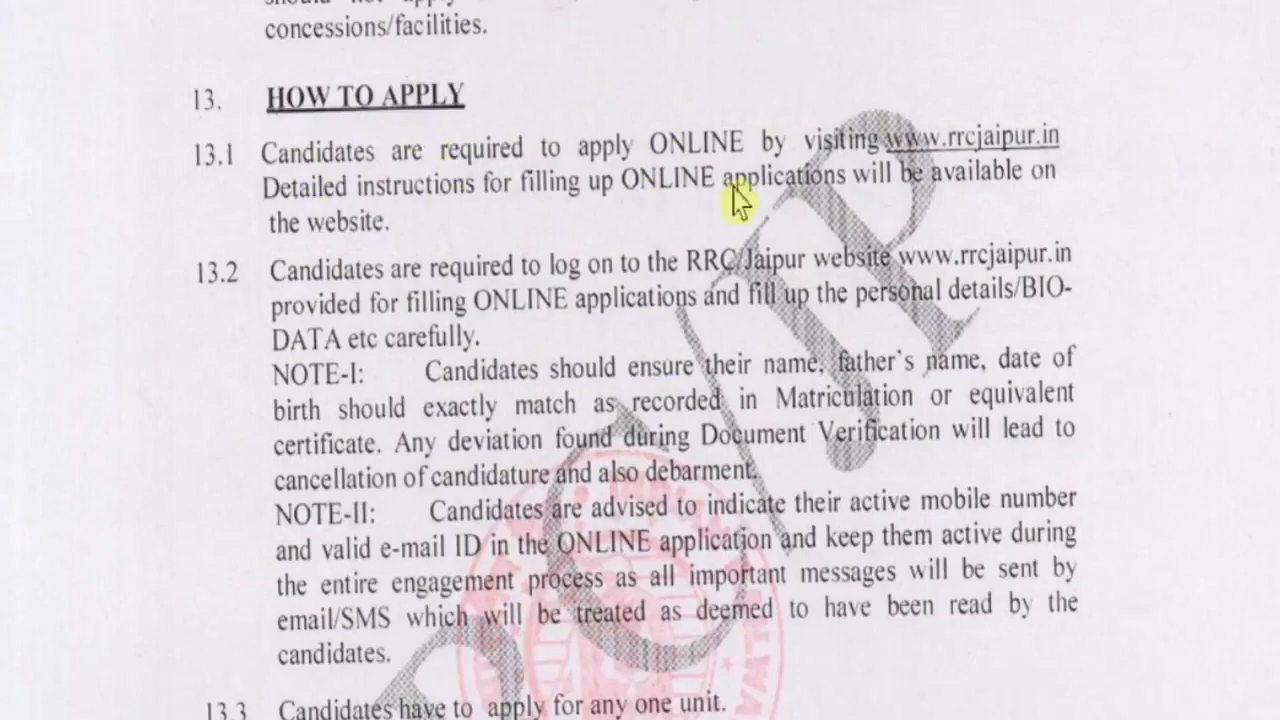 should not apply
concessions/facilities.
13. HOW TO APPLY
13.1 Candidates are required to apply ONLINE by visiting www.rrcjaipur.in
Detailed instructions for filling up ONLINE applications will be available on
the website.
13.2 Candidates are required to log on to the RRC/Jaipur website www.rrcjaipur.in
provided for filling ONLINE applications and fill up the personal details/BIO-
DATA etc carefully.
NOTE-I: Candidates should ensure their name, father's name, date of
birth should exactly match as recorded in Matriculation or equivalent
certificate. Any deviation found during Document Verification will lead to
cancellation of candidature and also debarment.
NOTE-II: Candidates are advised to indicate their active mobile number
and valid e-mail ID in the ONLINE application and keep them active during
the entire engagement process as all important messages will be sent by
email/SMS which will be treated as deemed to have been read by the
candidates.
13.3 Candidates have to apply for any one unit.
/JP